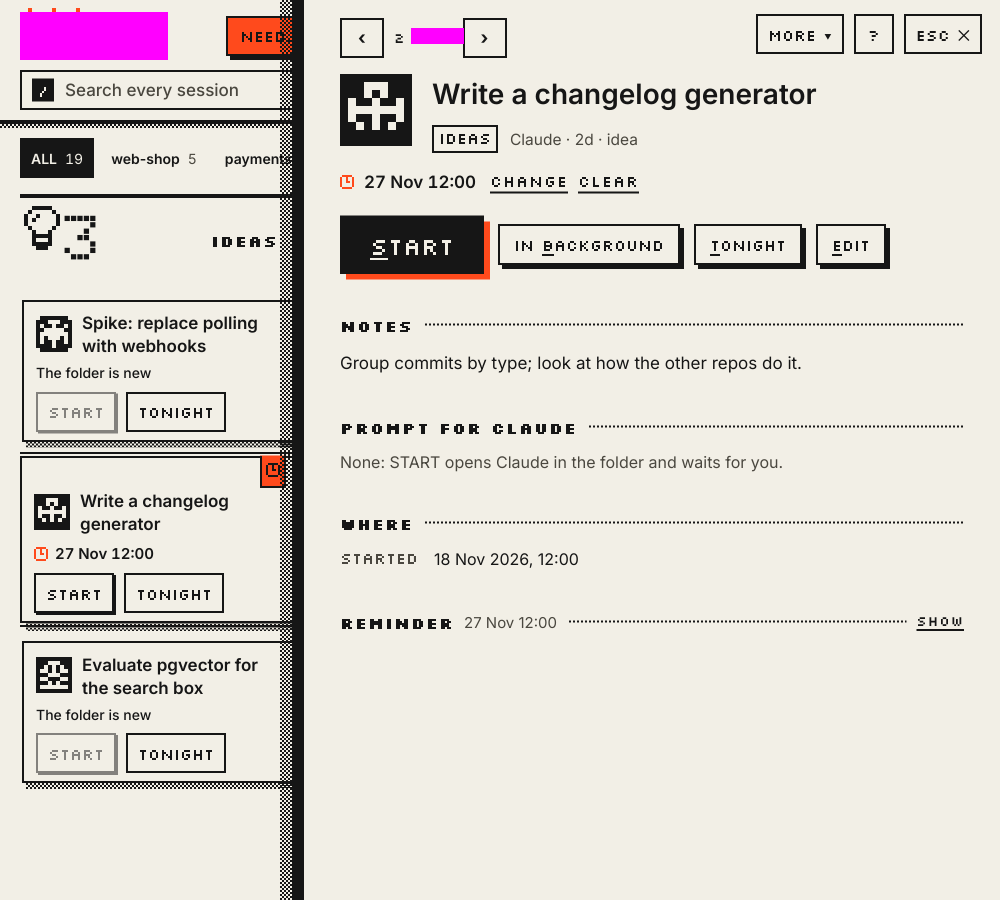 NEED
/ Search every session
ALL 19 web-shop 5 payments
3 IDEAS
Spike: replace polling
with webhooks
The folder is new
START TONIGHT
Write a changelog
generator
27 Nov 12:00
START TONIGHT
Evaluate pgvector for
the search box
The folder is new
START TONIGHT
‹ 2 ›
MORE ▾ ? ESC ×
Write a changelog generator
IDEAS Claude · 2d · idea
27 Nov 12:00 CHANGE CLEAR
START IN BACKGROUND TONIGHT EDIT
NOTES
Group commits by type; look at how the other repos do it.
PROMPT FOR CLAUDE
None: START opens Claude in the folder and waits for you.
WHERE
STARTED 18 Nov 2026, 12:00
REMINDER 27 Nov 12:00 SHOW